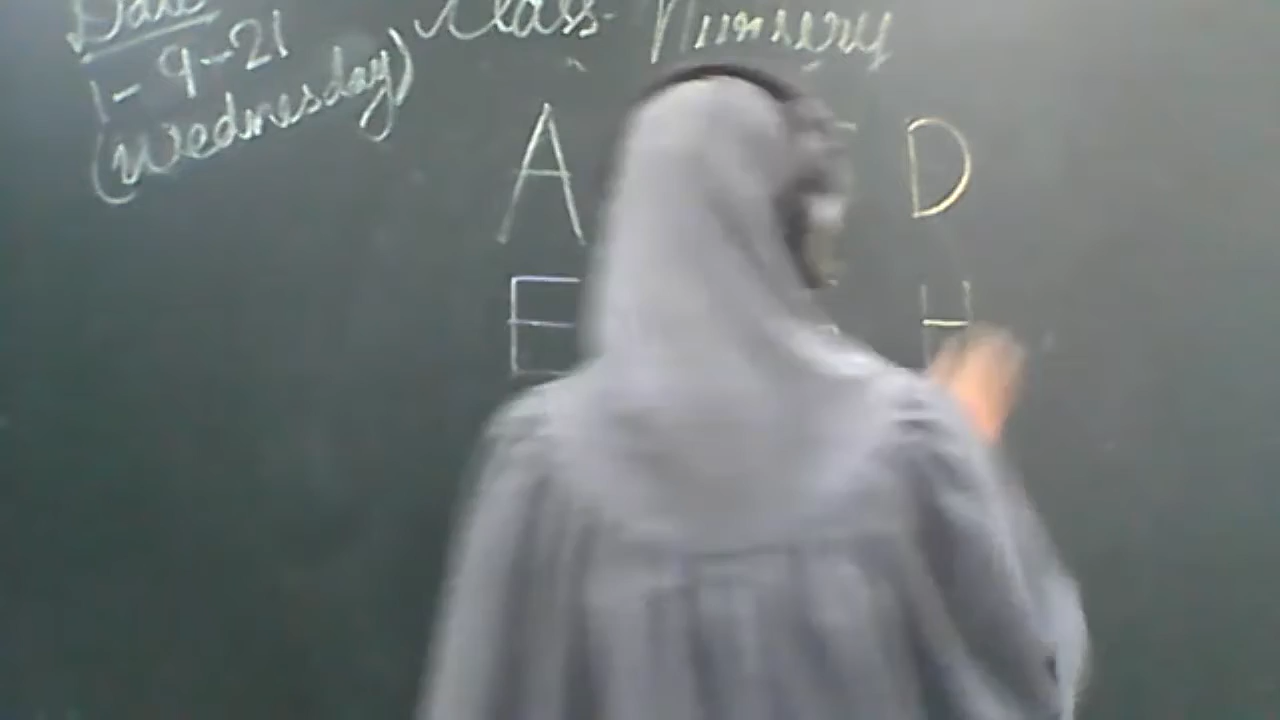 Date
1-9-21
(Wednesday)
Class- Nursery
A D
E H